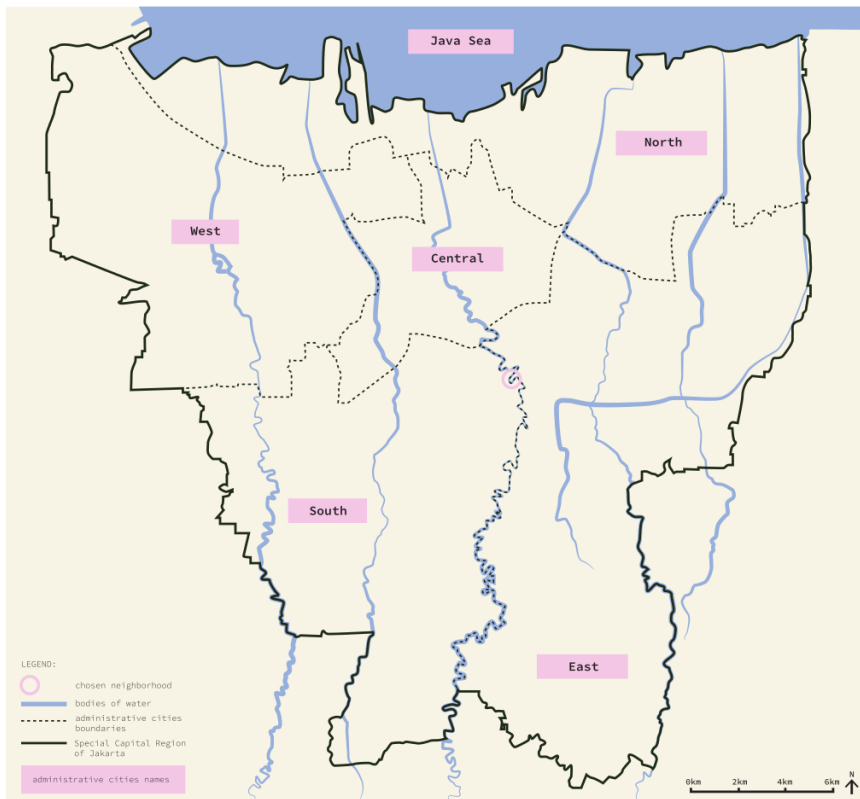 Java Sea
North
West
Central
South
East
LEGEND:
chosen neighborhood
bodies of water
administrative cities
boundaries
Special Capital Region
of Jakarta
administrative cities names
0km 2km 4km 6km
N